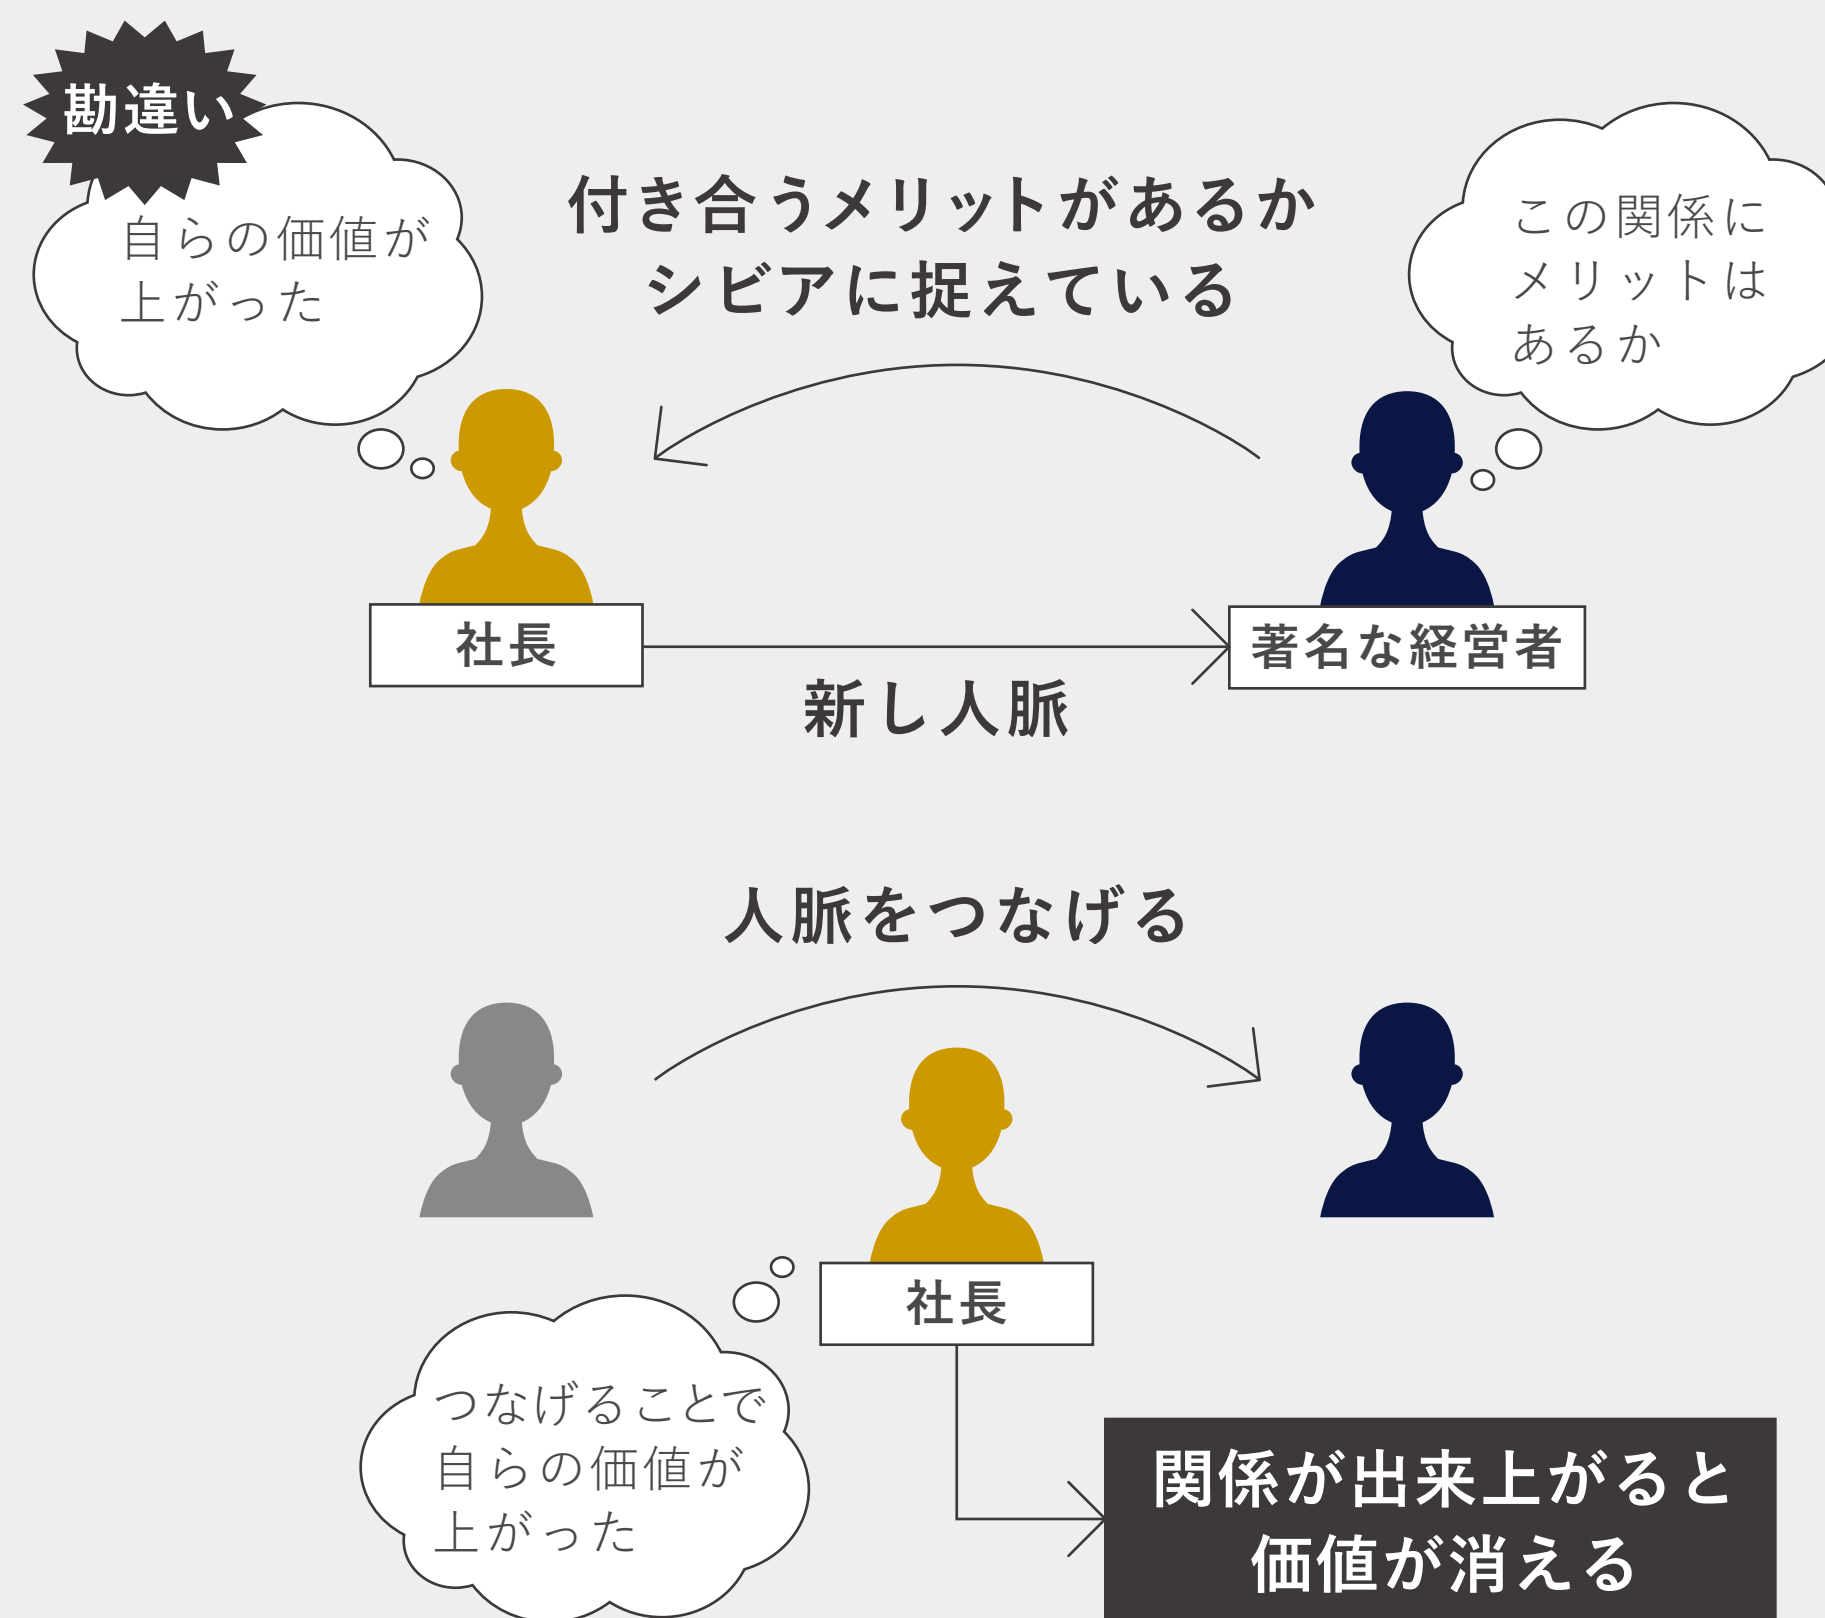 勘違い
自らの価値が
上がった
付き合うメリットがあるか
シビアに捉えている
この関係に
メリットは
あるか
社長
著名な経営者
新し人脈
人脈をつなげる
社長
つなげることで
自らの価値が
上がった
関係が出来上がると
価値が消える